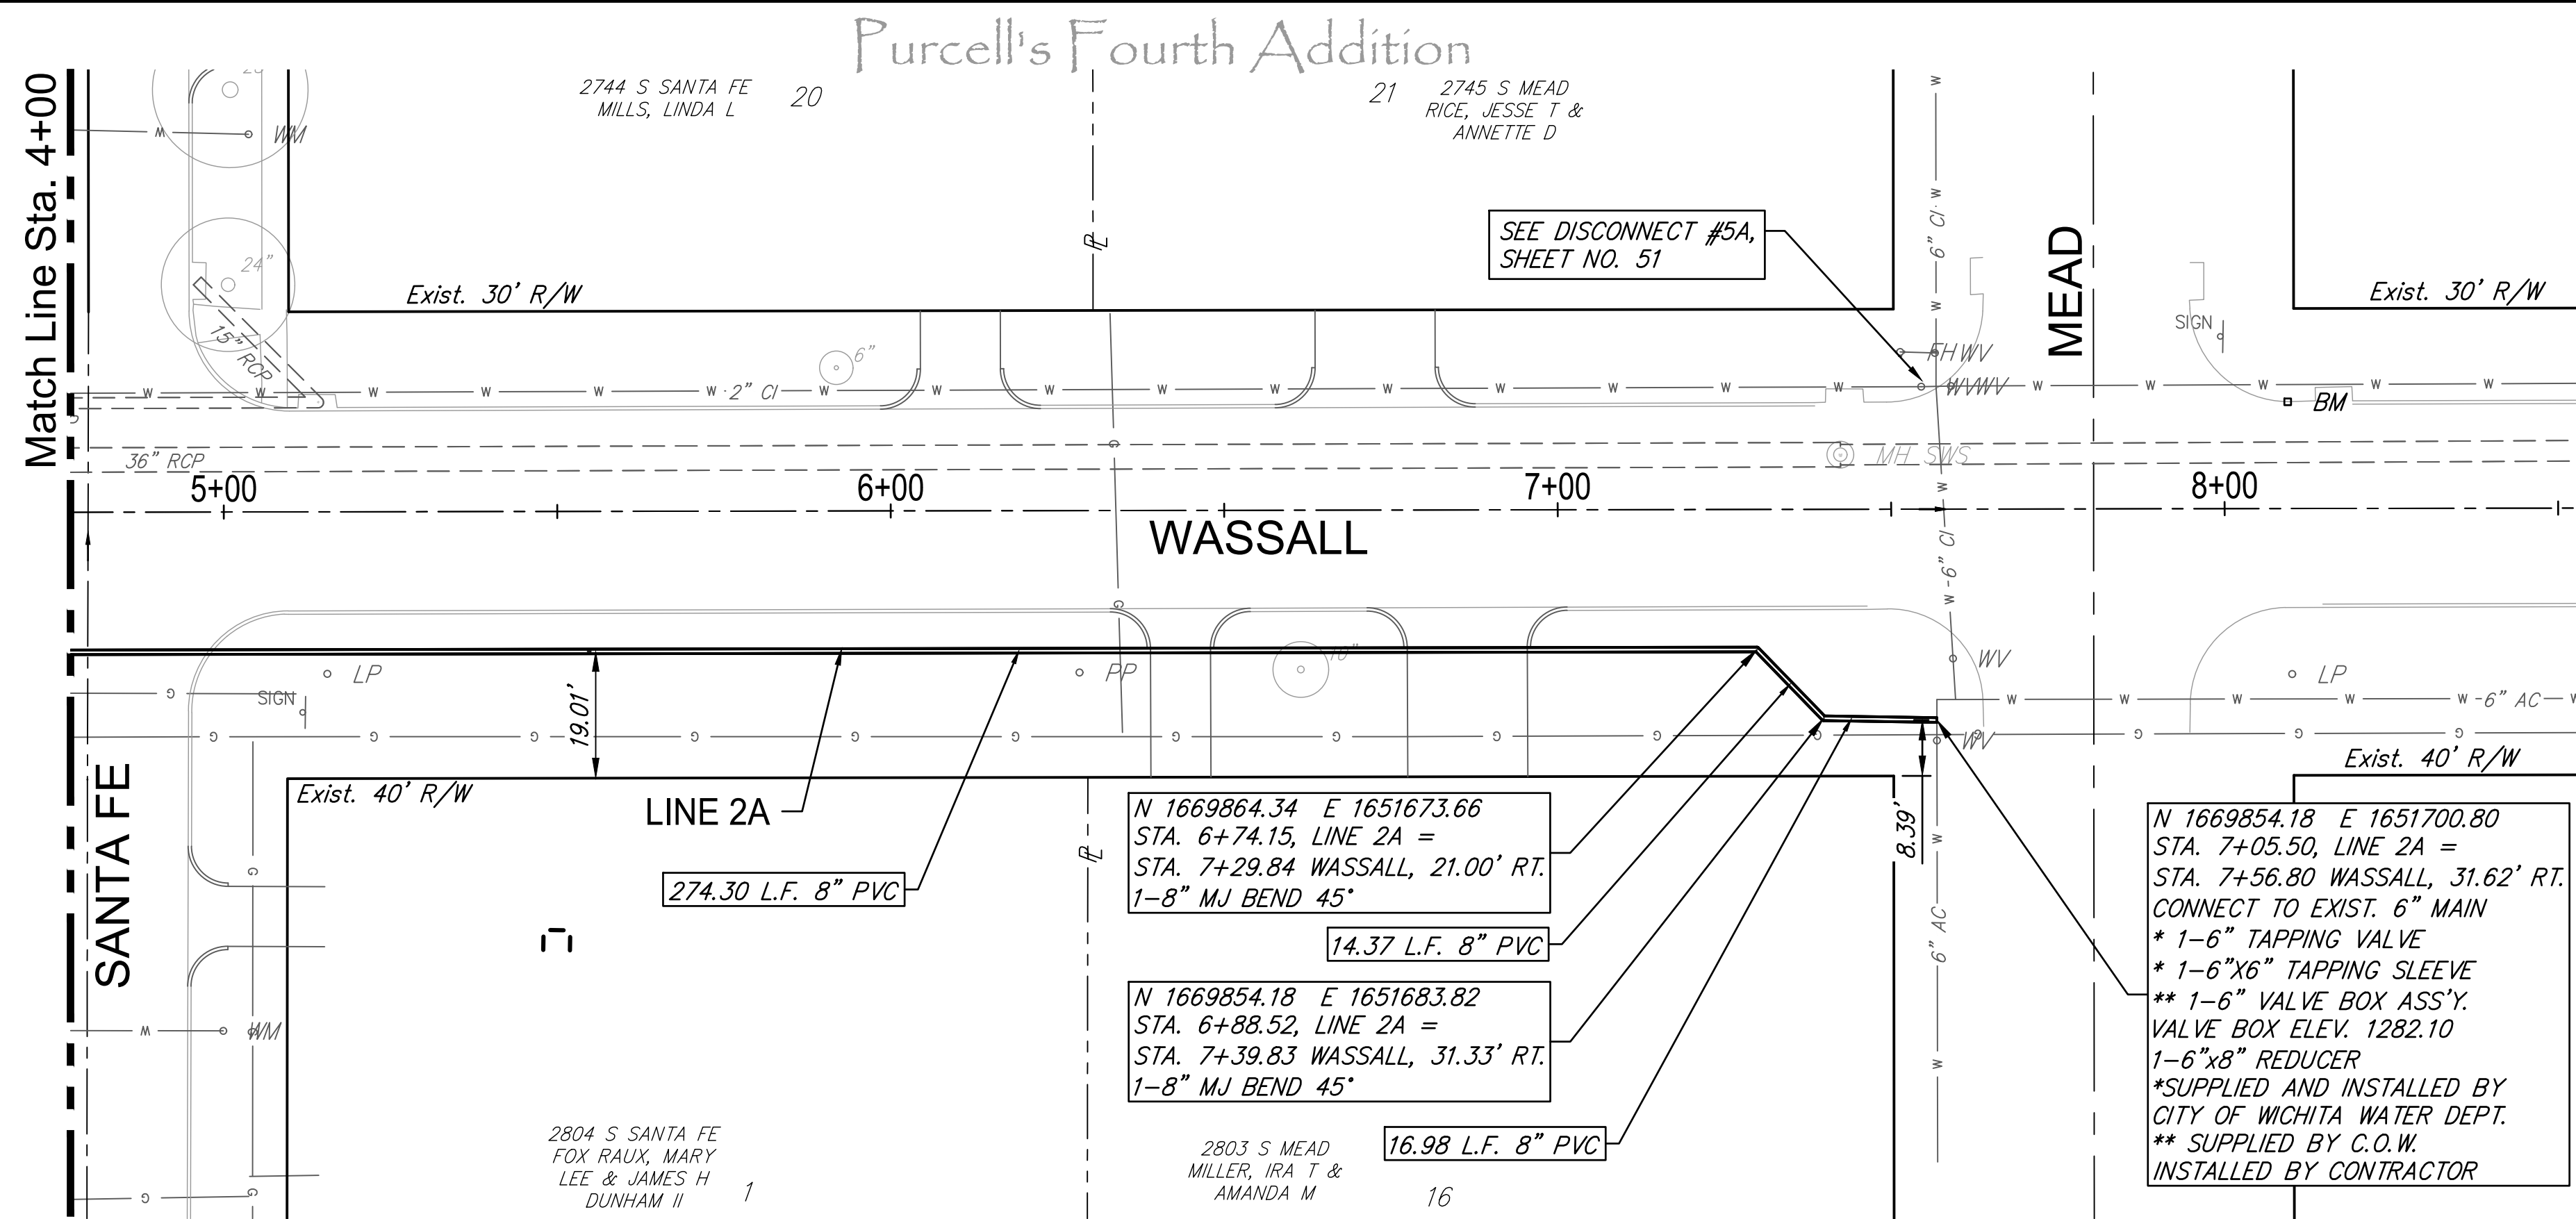 Purcell's Fourth Addition
Match Line Sta. 4+00
2744 S SANTA FE
MILLS, LINDA L
20
21
2745 S MEAD
RICE, JESSE T &
ANNETTE D
WM
W
24"
15" RCP
Exist. 30' R/W
SEE DISCONNECT #5A,
SHEET NO. 51
6" CI
W
MEAD
Exist. 30' R/W
SIGN
FH WV
6"
2" CI
W W W W W W W W W W W W W W W W W W W W
WV WV
BM
36" RCP
MH SWS
5+00
6+00
7+00
8+00
WASSALL
G
W
6" CI
W
LP
PP
10"
WV
LP
SIGN
19.01'
W W W W W 6" AC W
G G G G G G G G G G G G G G
WV
SANTA FE
Exist. 40' R/W
Exist. 40' R/W
LINE 2A
8.39'
274.30 L.F. 8" PVC
N 1669864.34 E 1651673.66
STA. 6+74.15, LINE 2A =
STA. 7+29.84 WASSALL, 21.00' RT.
1-8" MJ BEND 45°
14.37 L.F. 8" PVC
N 1669854.18 E 1651683.82
STA. 6+88.52, LINE 2A =
STA. 7+39.83 WASSALL, 31.33' RT.
1-8" MJ BEND 45°
16.98 L.F. 8" PVC
6" AC
W
N 1669854.18 E 1651700.80
STA. 7+05.50, LINE 2A =
STA. 7+56.80 WASSALL, 31.62' RT.
CONNECT TO EXIST. 6" MAIN
* 1-6" TAPPING VALVE
* 1-6"X6" TAPPING SLEEVE
** 1-6" VALVE BOX ASS'Y.
VALVE BOX ELEV. 1282.10
1-6"x8" REDUCER
*SUPPLIED AND INSTALLED BY
CITY OF WICHITA WATER DEPT.
** SUPPLIED BY C.O.W.
INSTALLED BY CONTRACTOR
W
WM
2804 S SANTA FE
FOX RAUX, MARY
LEE & JAMES H
DUNHAM II
1
2803 S MEAD
MILLER, IRA T &
AMANDA M
16